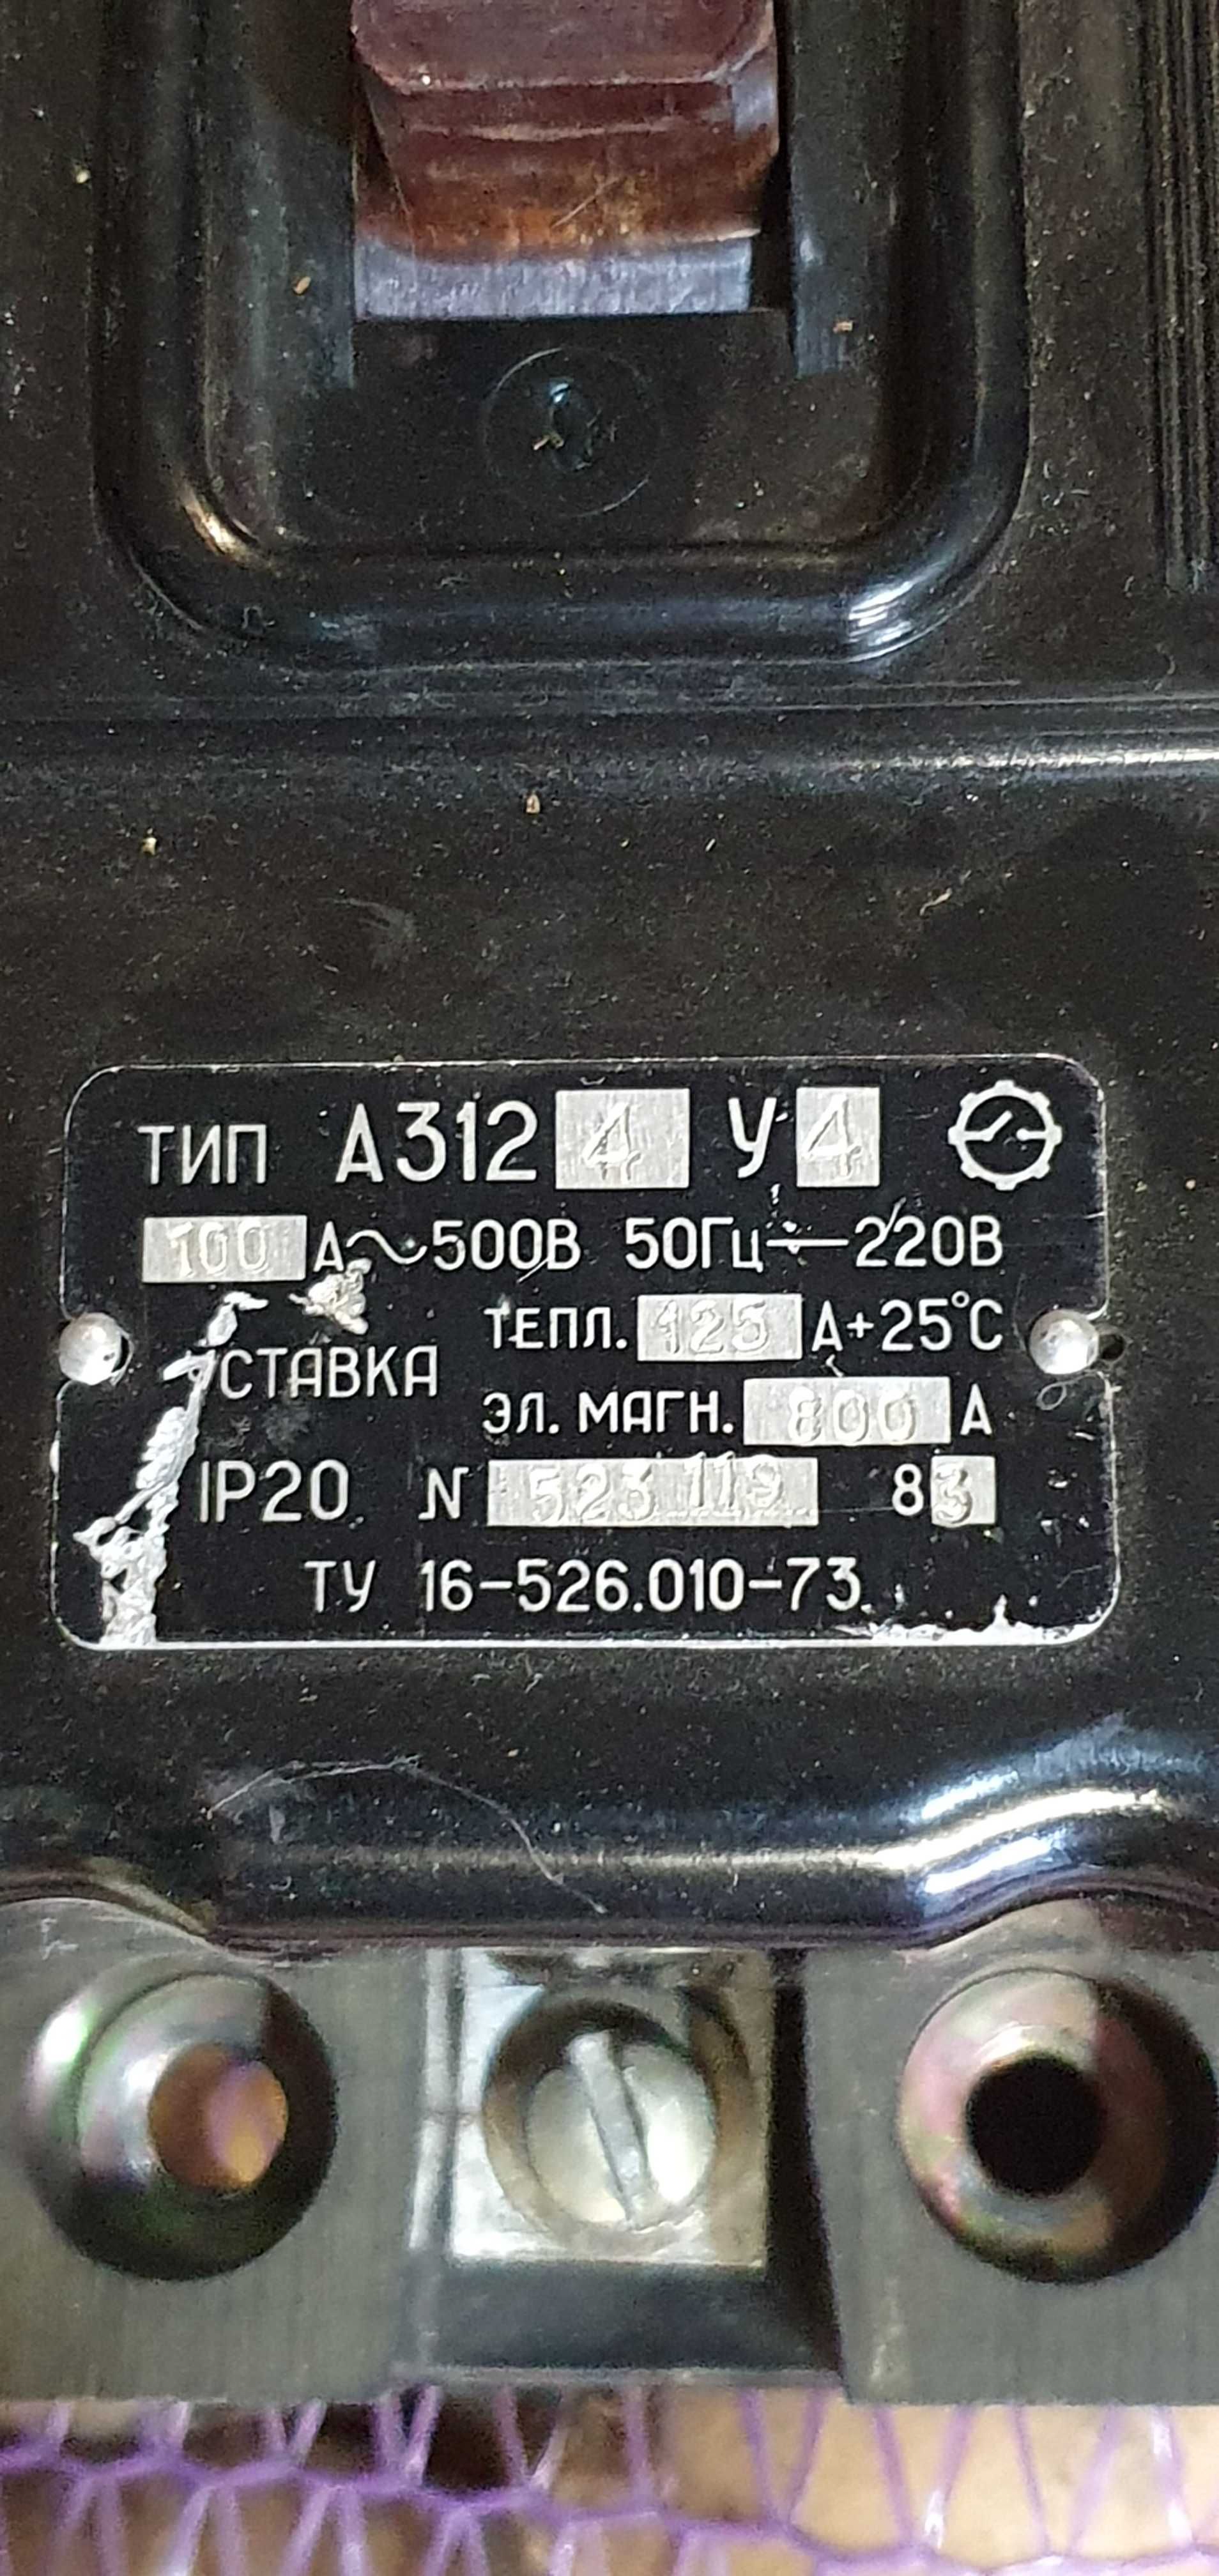 ТИП А3124 У4
100 А~500В 50Гц⎓220В
ТЕПЛ. 125 А+25°С
УСТАВКА
ЭЛ. МАГН. 800 А
IP20 N 523119 83
ТУ 16-526.010-73